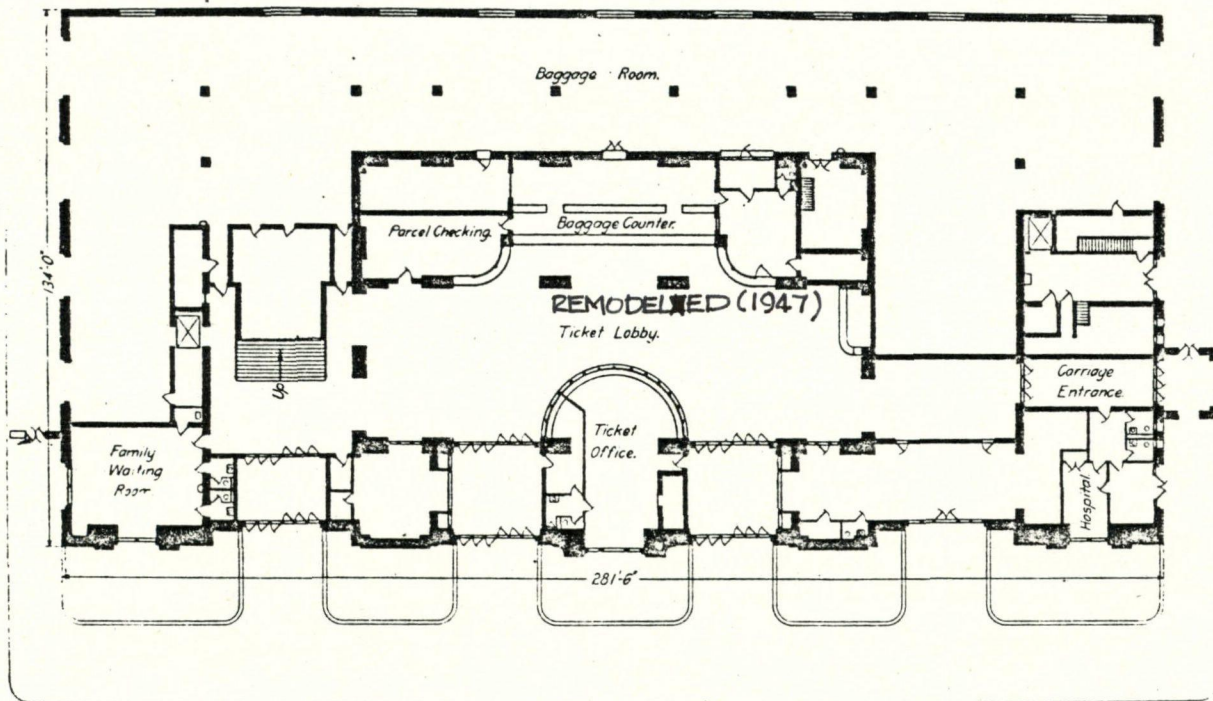 Baggage Room.
134'-0"
Parcel Checking.
Baggage Counter.
REMODELED (1947)
Ticket Lobby.
Up
Carriage
Entrance.
Family
Waiting
Room
Ticket
Office.
Hospital.
281'-6"